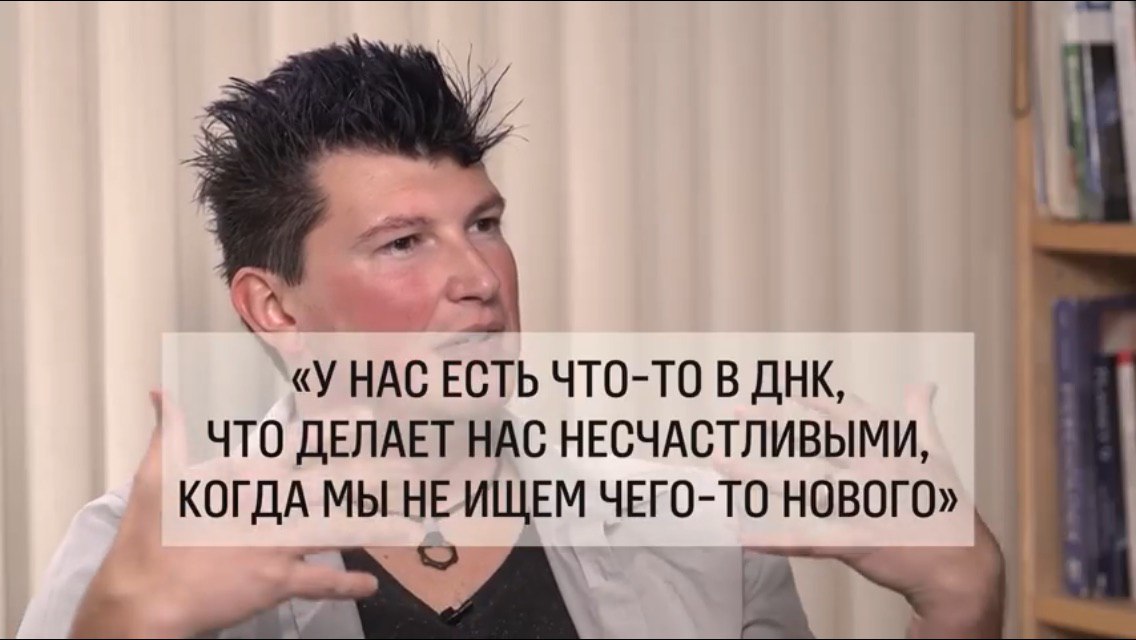 «У НАС ЕСТЬ ЧТО-ТО В ДНК,
ЧТО ДЕЛАЕТ НАС НЕСЧАСТЛИВЫМИ,
КОГДА МЫ НЕ ИЩЕМ ЧЕГО-ТО НОВОГО»